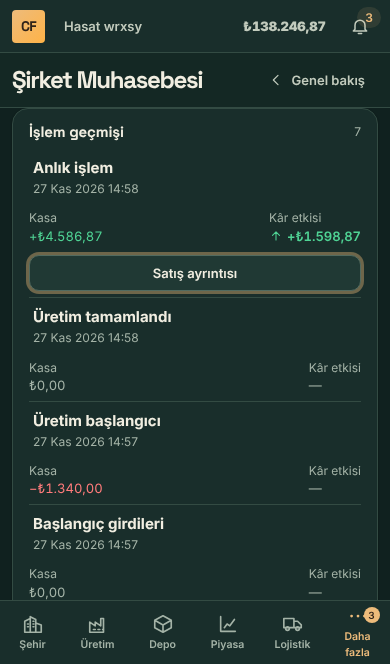 CF
Hasat wrxsy
₺138.246,87
3
Şirket Muhasebesi
Genel bakış
İşlem geçmişi
7
Anlık işlem
27 Kas 2026 14:58
Kasa
Kâr etkisi
+₺4.586,87
↑ +₺1.598,87
Satış ayrıntısı
Üretim tamamlandı
27 Kas 2026 14:58
Kasa
Kâr etkisi
₺0,00
—
Üretim başlangıcı
27 Kas 2026 14:57
Kasa
Kâr etkisi
−₺1.340,00
—
Başlangıç girdileri
27 Kas 2026 14:57
Kasa
Kâr etkisi
₺0,00
—
Şehir
Üretim
Depo
Piyasa
Lojistik
3
Daha
fazla